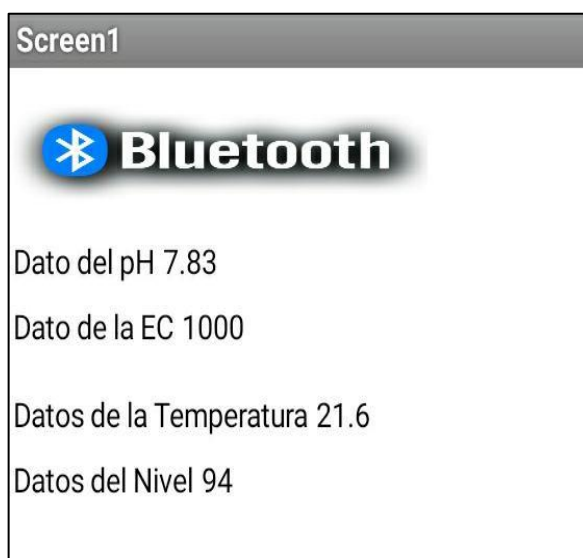 Screen1
Bluetooth
Dato del pH 7.83
Dato de la EC 1000
Datos de la Temperatura 21.6
Datos del Nivel 94